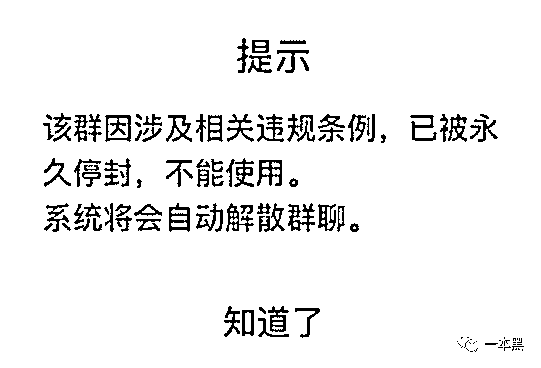 提示
该群因涉及相关违规条例，已被永
久停封，不能使用。
系统将会自动解散群聊。
知道了
一本黑